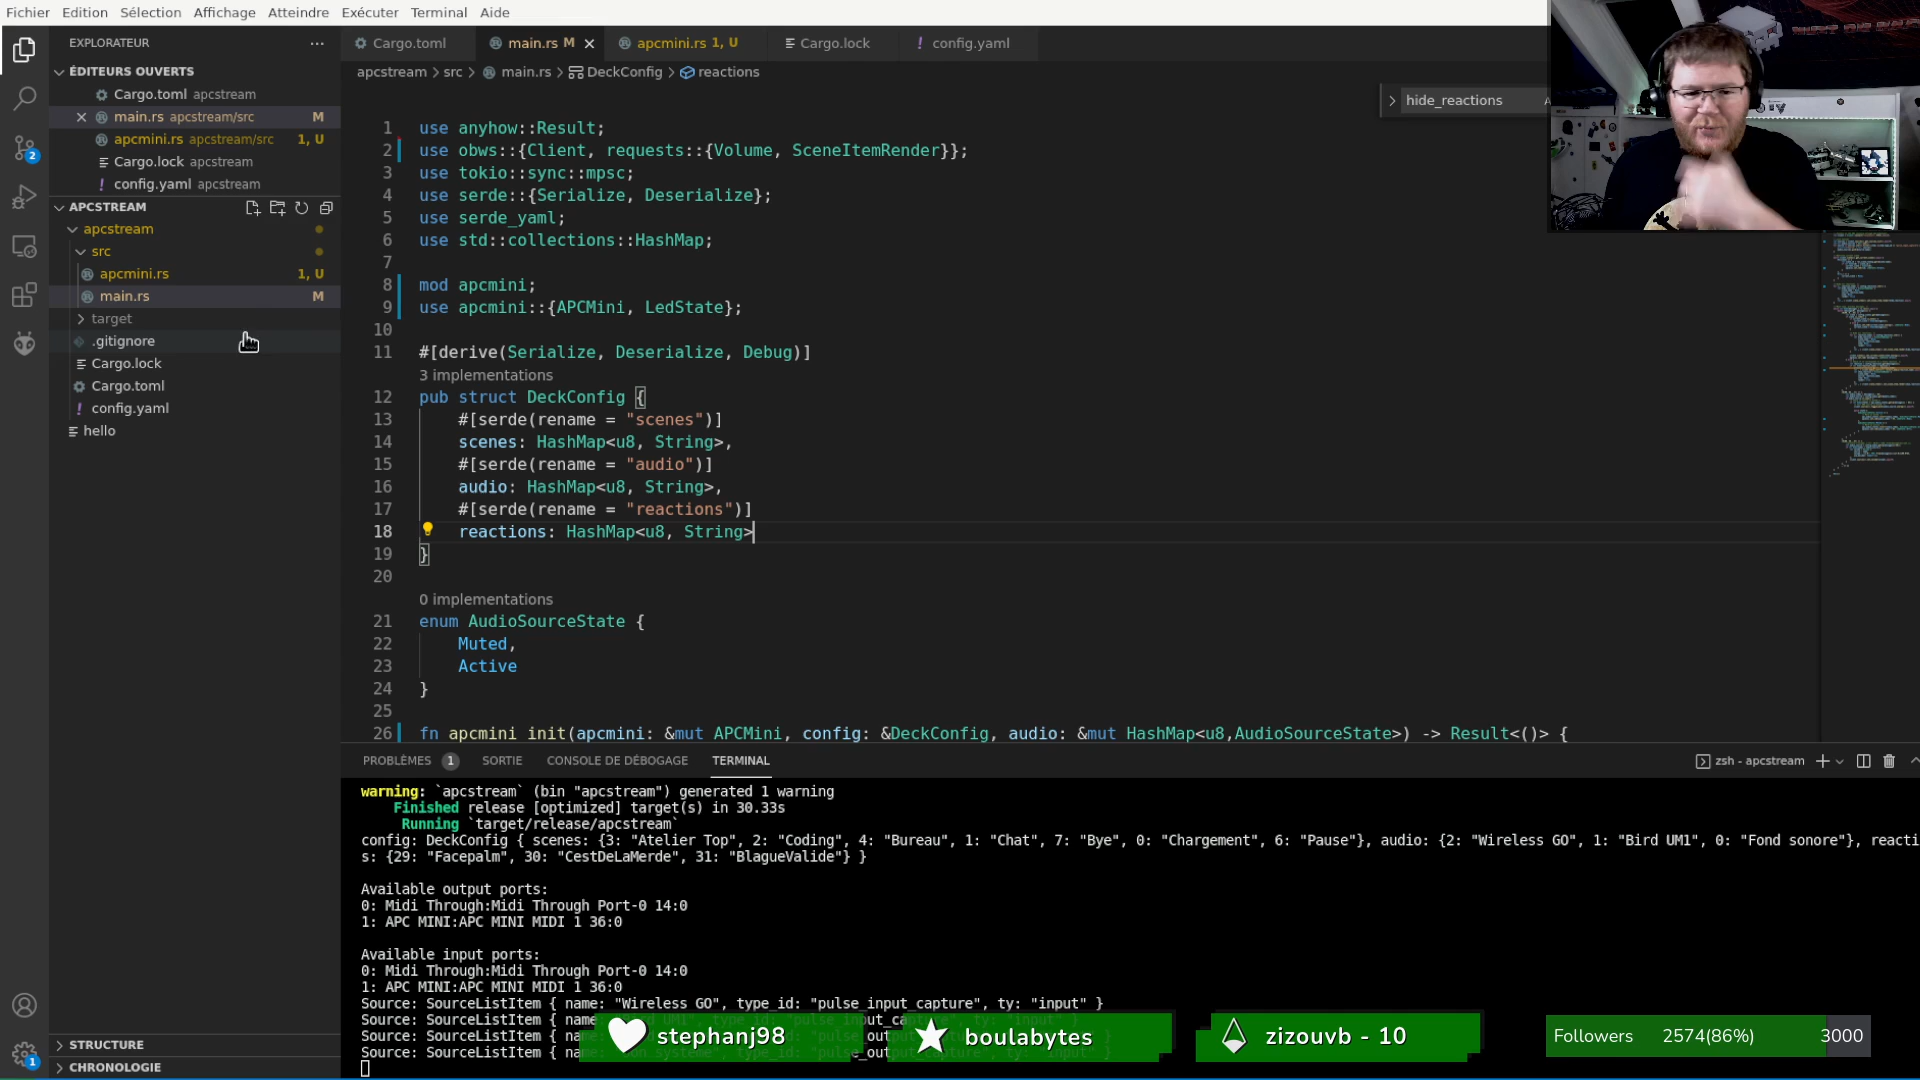 Fichier Edition Sélection Affichage Atteindre Exécuter Terminal Aide
EXPLORATEUR
ÉDITEURS OUVERTS
Cargo.toml apcstream
main.rs apcstream/src M
apcmini.rs apcstream/src 1, U
Cargo.lock apcstream
config.yaml apcstream
APCSTREAM
apcstream
src
apcmini.rs 1, U
main.rs M
target
.gitignore
Cargo.lock
Cargo.toml
config.yaml
hello
STRUCTURE
CHRONOLOGIE
2
1
Cargo.toml main.rs M apcmini.rs 1, U Cargo.lock config.yaml
apcstream > src > main.rs > DeckConfig > reactions
hide_reactions
1 use anyhow::Result;
2 use obws::{Client, requests::{Volume, SceneItemRender}};
3 use tokio::sync::mpsc;
4 use serde::{Serialize, Deserialize};
5 use serde_yaml;
6 use std::collections::HashMap;
7
8 mod apcmini;
9 use apcmini::{APCMini, LedState};
10
11 #[derive(Serialize, Deserialize, Debug)]
3 implementations
12 pub struct DeckConfig {
13 #[serde(rename = "scenes")]
14 scenes: HashMap<u8, String>,
15 #[serde(rename = "audio")]
16 audio: HashMap<u8, String>,
17 #[serde(rename = "reactions")]
18 reactions: HashMap<u8, String>
19 }
20
0 implementations
21 enum AudioSourceState {
22 Muted,
23 Active
24 }
25
26 fn apcmini_init(apcmini: &mut APCMini, config: &DeckConfig, audio: &mut HashMap<u8,AudioSourceState>) -> Result<()> {
PROBLÈMES 1 SORTIE CONSOLE DE DÉBOGAGE TERMINAL
zsh - apcstream
warning: `apcstream` (bin "apcstream") generated 1 warning
Finished release [optimized] target(s) in 30.33s
Running `target/release/apcstream`
config: DeckConfig { scenes: {3: "Atelier Top", 2: "Coding", 4: "Bureau", 1: "Chat", 7: "Bye", 0: "Chargement", 6: "Pause"}, audio: {2: "Wireless GO", 1: "Bird UM1", 0: "Fond sonore"}, reacti
s: {29: "Facepalm", 30: "CestDeLaMerde", 31: "BlagueValide"} }
Available output ports:
0: Midi Through:Midi Through Port-0 14:0
1: APC MINI:APC MINI MIDI 1 36:0
Available input ports:
0: Midi Through:Midi Through Port-0 14:0
1: APC MINI:APC MINI MIDI 1 36:0
Source: SourceListItem { name: "Wireless GO", type_id: "pulse_input_capture", ty: "input" }
Source: SourceListItem { name
Source: SourceListItem { name
Source: SourceListItem { name
stephanj98
boulabytes
zizouvb - 10
Followers 2574(86%) 3000